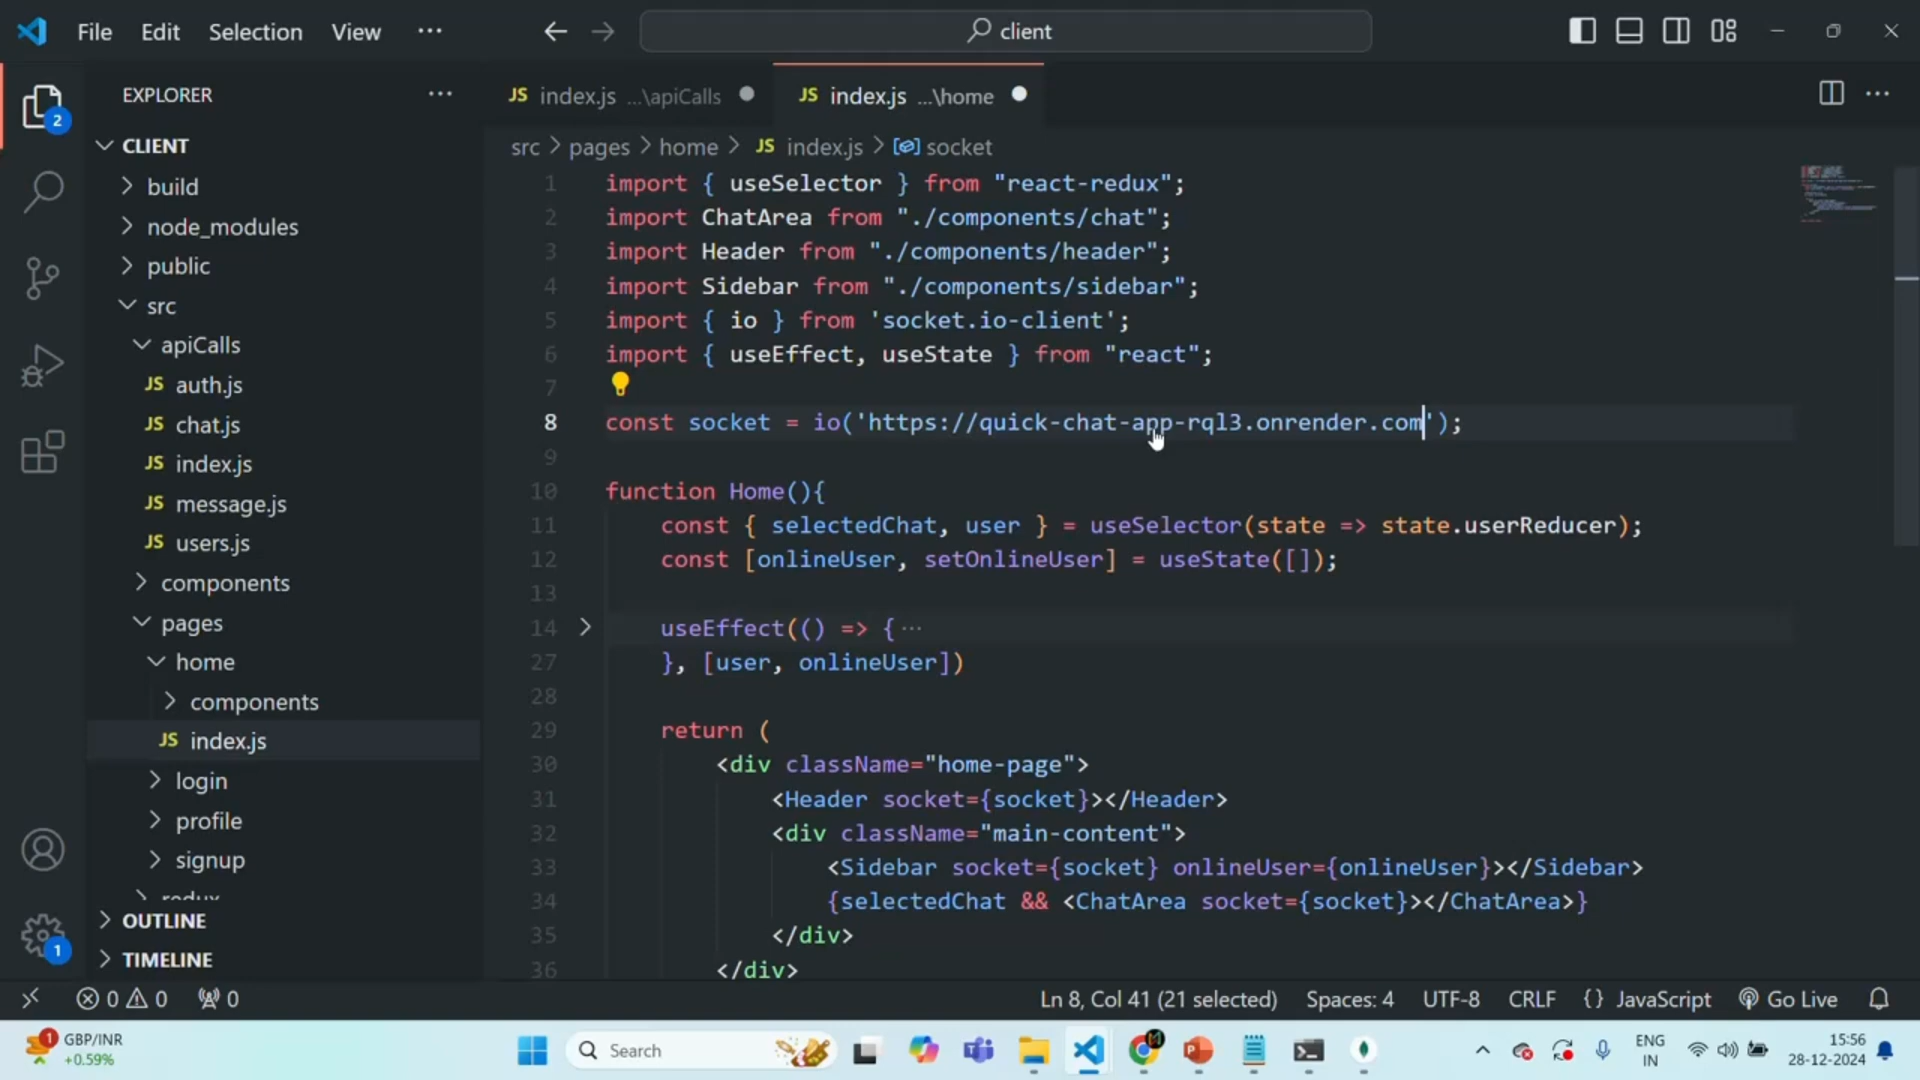 File Edit Selection View ···
client
EXPLORER ···
2
CLIENT
build
node_modules
public
src
apiCalls
JS auth.js
JS chat.js
JS index.js
JS message.js
JS users.js
components
pages
home
components
JS index.js
login
profile
signup
OUTLINE
TIMELINE
1
JS index.js ...\apiCalls
JS index.js ...\home
src > pages > home > JS index.js > socket
1 import { useSelector } from "react-redux";
2 import ChatArea from "./components/chat";
3 import Header from "./components/header";
4 import Sidebar from "./components/sidebar";
5 import { io } from 'socket.io-client';
6 import { useEffect, useState } from "react";
7
8 const socket = io('https://quick-chat-app-rql3.onrender.com');
9
10 function Home(){
11 const { selectedChat, user } = useSelector(state => state.userReducer);
12 const [onlineUser, setOnlineUser] = useState([]);
13
14 useEffect(() => {···
27 }, [user, onlineUser])
28
29 return (
30 <div className="home-page">
31 <Header socket={socket}></Header>
32 <div className="main-content">
33 <Sidebar socket={socket} onlineUser={onlineUser}></Sidebar>
34 {selectedChat && <ChatArea socket={socket}></ChatArea>}
35 </div>
36 </div>
0 0 0
Ln 8, Col 41 (21 selected) Spaces: 4 UTF-8 CRLF {} JavaScript Go Live
1 GBP/INR
+0.59%
Search
ENG
IN
15:56
28-12-2024